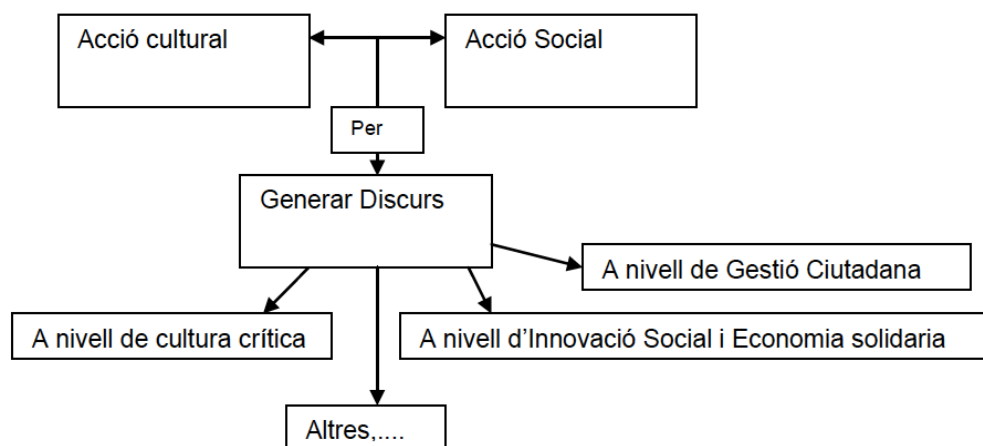 Acció cultural
Acció Social
Per
Generar Discurs
A nivell de Gestió Ciutadana
A nivell de cultura crítica
A nivell d’Innovació Social i Economia solidaria
Altres,....